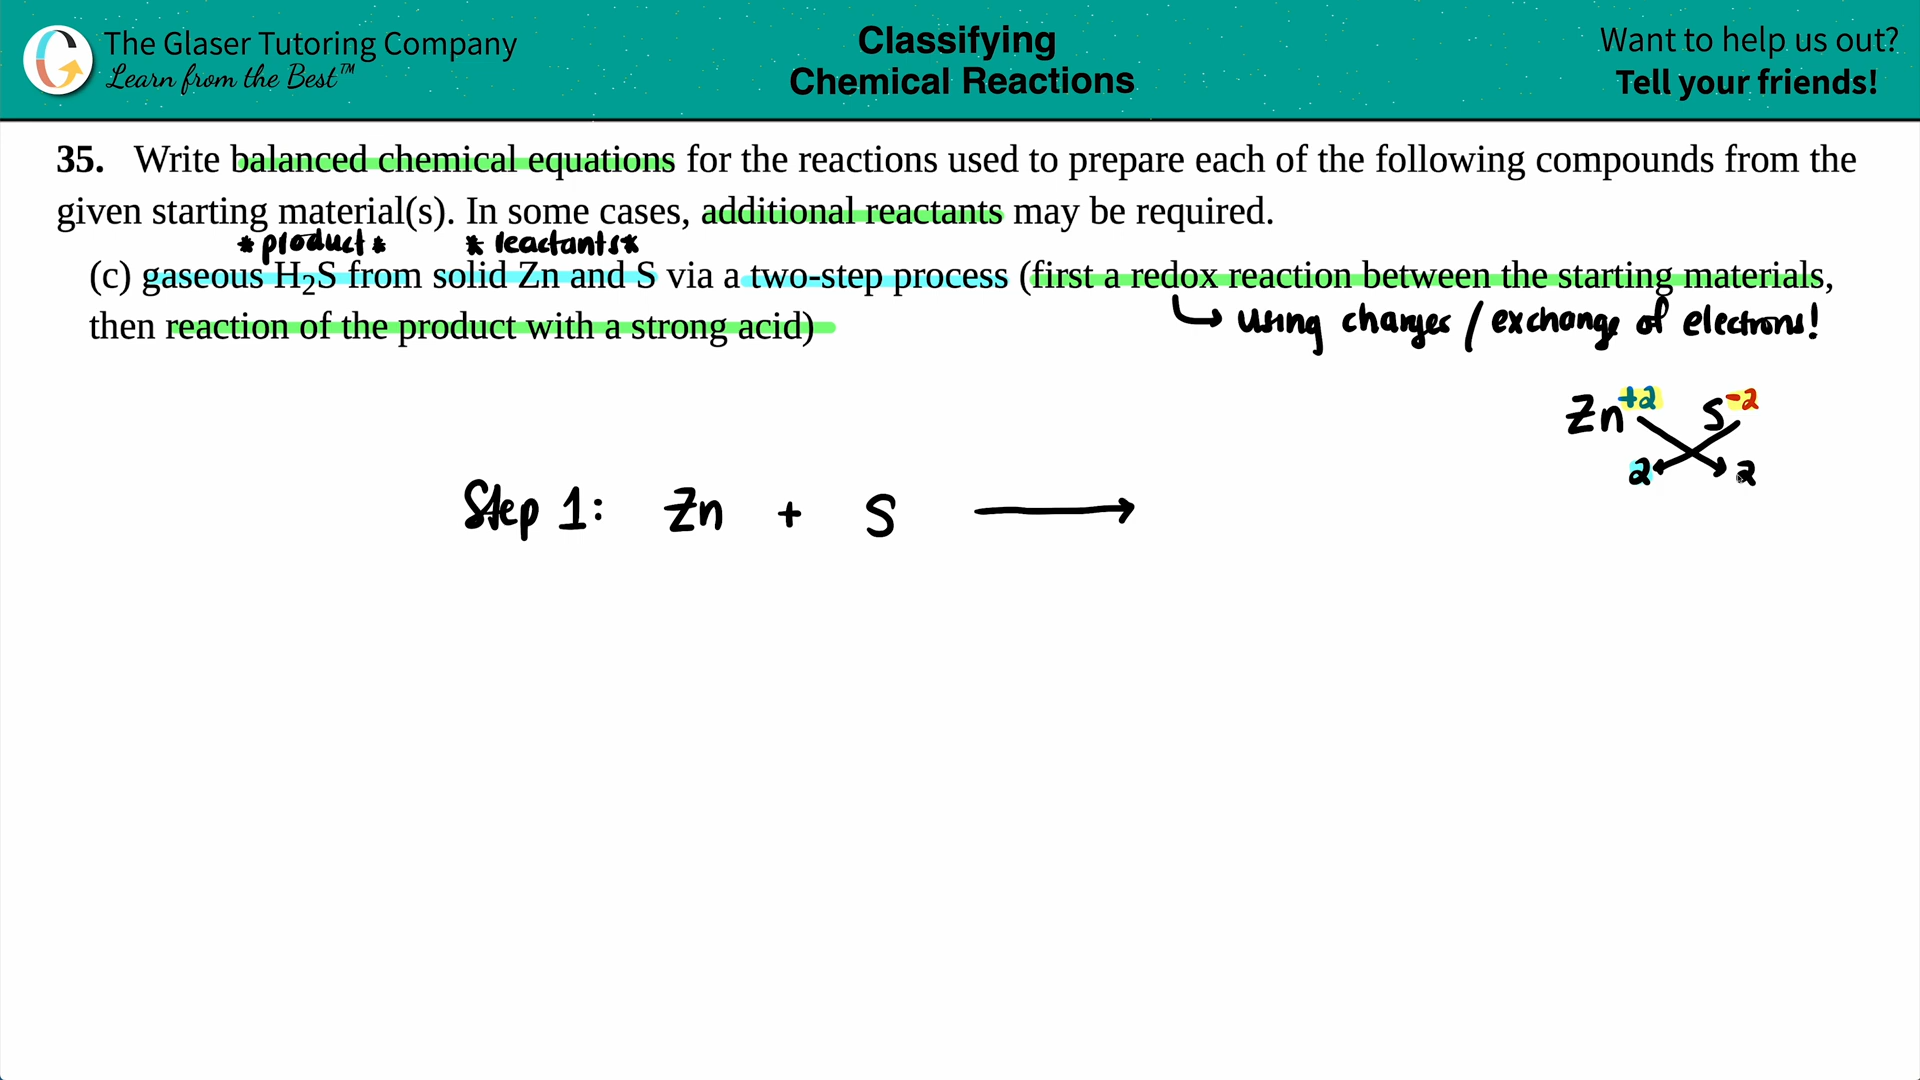 The Glaser Tutoring Company
Learn from the Best™
Classifying
Chemical Reactions
Want to help us out?
Tell your friends!
35. Write balanced chemical equations for the reactions used to prepare each of the following compounds from the
given starting material(s). In some cases, additional reactants may be required.
*product* *reactants*
(c) gaseous H₂S from solid Zn and S via a two-step process (first a redox reaction between the starting materials,
then reaction of the product with a strong acid)
↳ using charges / exchange of electrons!
Zn⁺² S⁻²
2 2
Step 1: Zn + S →